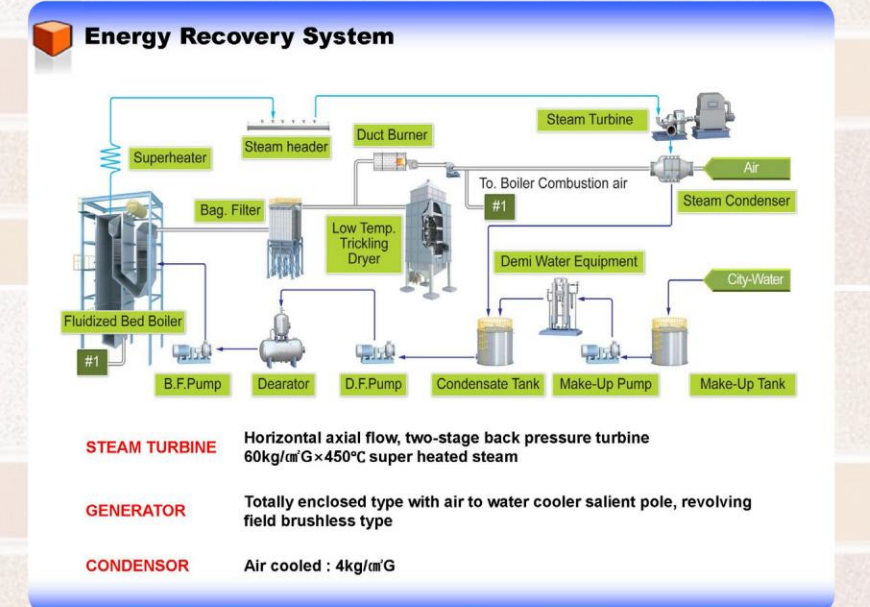 Energy Recovery System
Steam Turbine
Duct Burner
Steam header
Superheater
Air
To. Boiler Combustion air
#1
Steam Condenser
Bag. Filter
Low Temp.
Trickling
Dryer
Demi Water Equipment
City-Water
Fluidized Bed Boiler
#1
B.F.Pump
Dearator
D.F.Pump
Condensate Tank
Make-Up Pump
Make-Up Tank
STEAM TURBINE
Horizontal axial flow, two-stage back pressure turbine
60kg/㎠G×450℃ super heated steam
GENERATOR
Totally enclosed type with air to water cooler salient pole, revolving
field brushless type
CONDENSOR
Air cooled : 4kg/㎠G